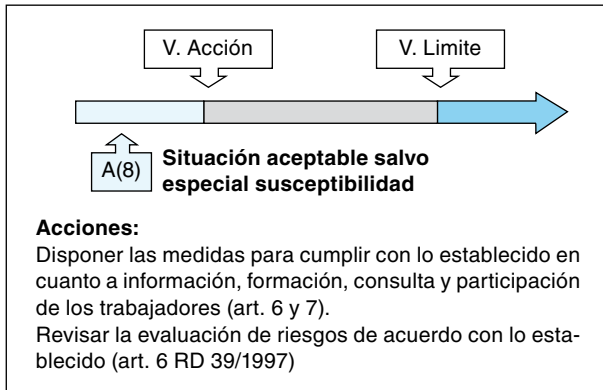 V. Acción
V. Limite
A(8)
Situación aceptable salvo
especial susceptibilidad
Acciones:
Disponer las medidas para cumplir con lo establecido en
cuanto a información, formación, consulta y participación
de los trabajadores (art. 6 y 7).
Revisar la evaluación de riesgos de acuerdo con lo esta-
blecido (art. 6 RD 39/1997)